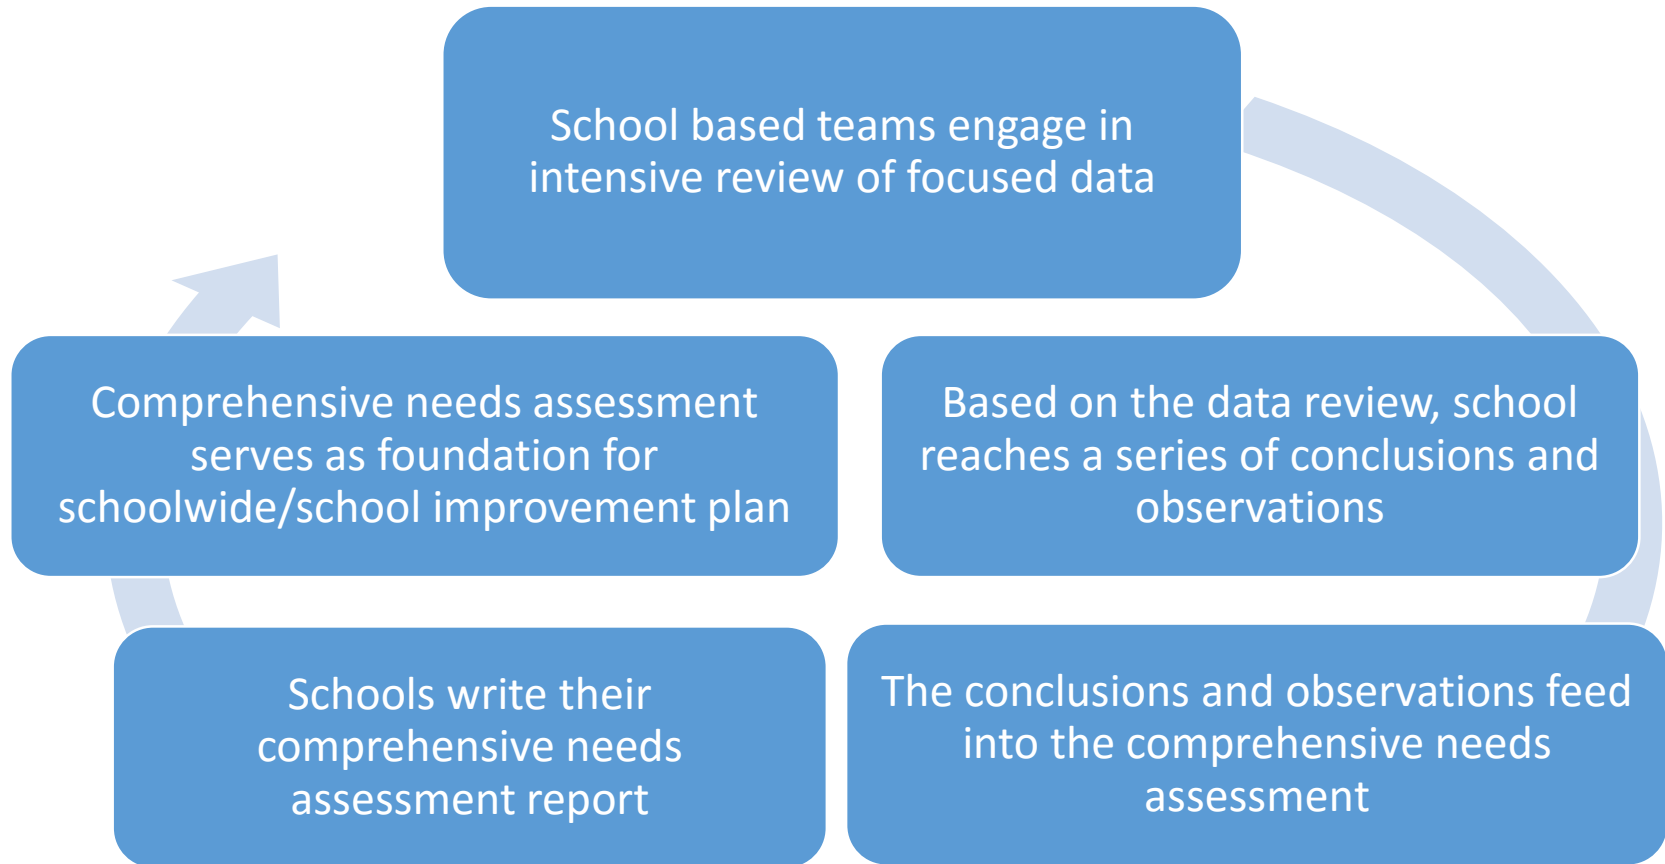 School based teams engage in
intensive review of focused data
Based on the data review, school
reaches a series of conclusions and
observations
The conclusions and observations feed
into the comprehensive needs
assessment
Schools write their
comprehensive needs
assessment report
Comprehensive needs assessment
serves as foundation for
schoolwide/school improvement plan